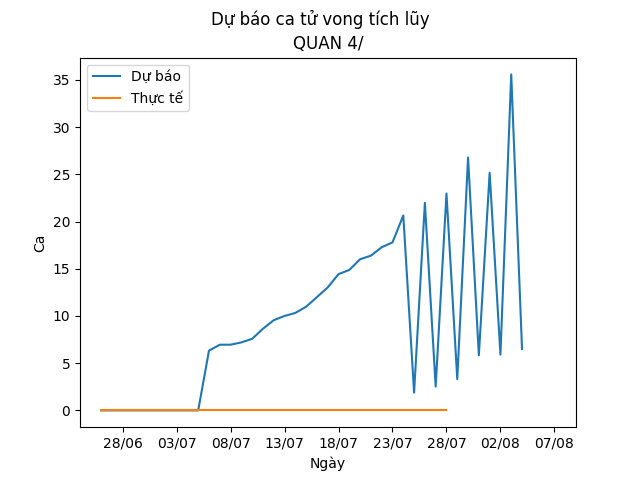 Dự báo ca tử vong tích lũy
QUAN 4/
Dự báo
Thực tế
Ca
35
30
25
20
15
10
5
0
28/06 03/07 08/07 13/07 18/07 23/07 28/07 02/08 07/08
Ngày